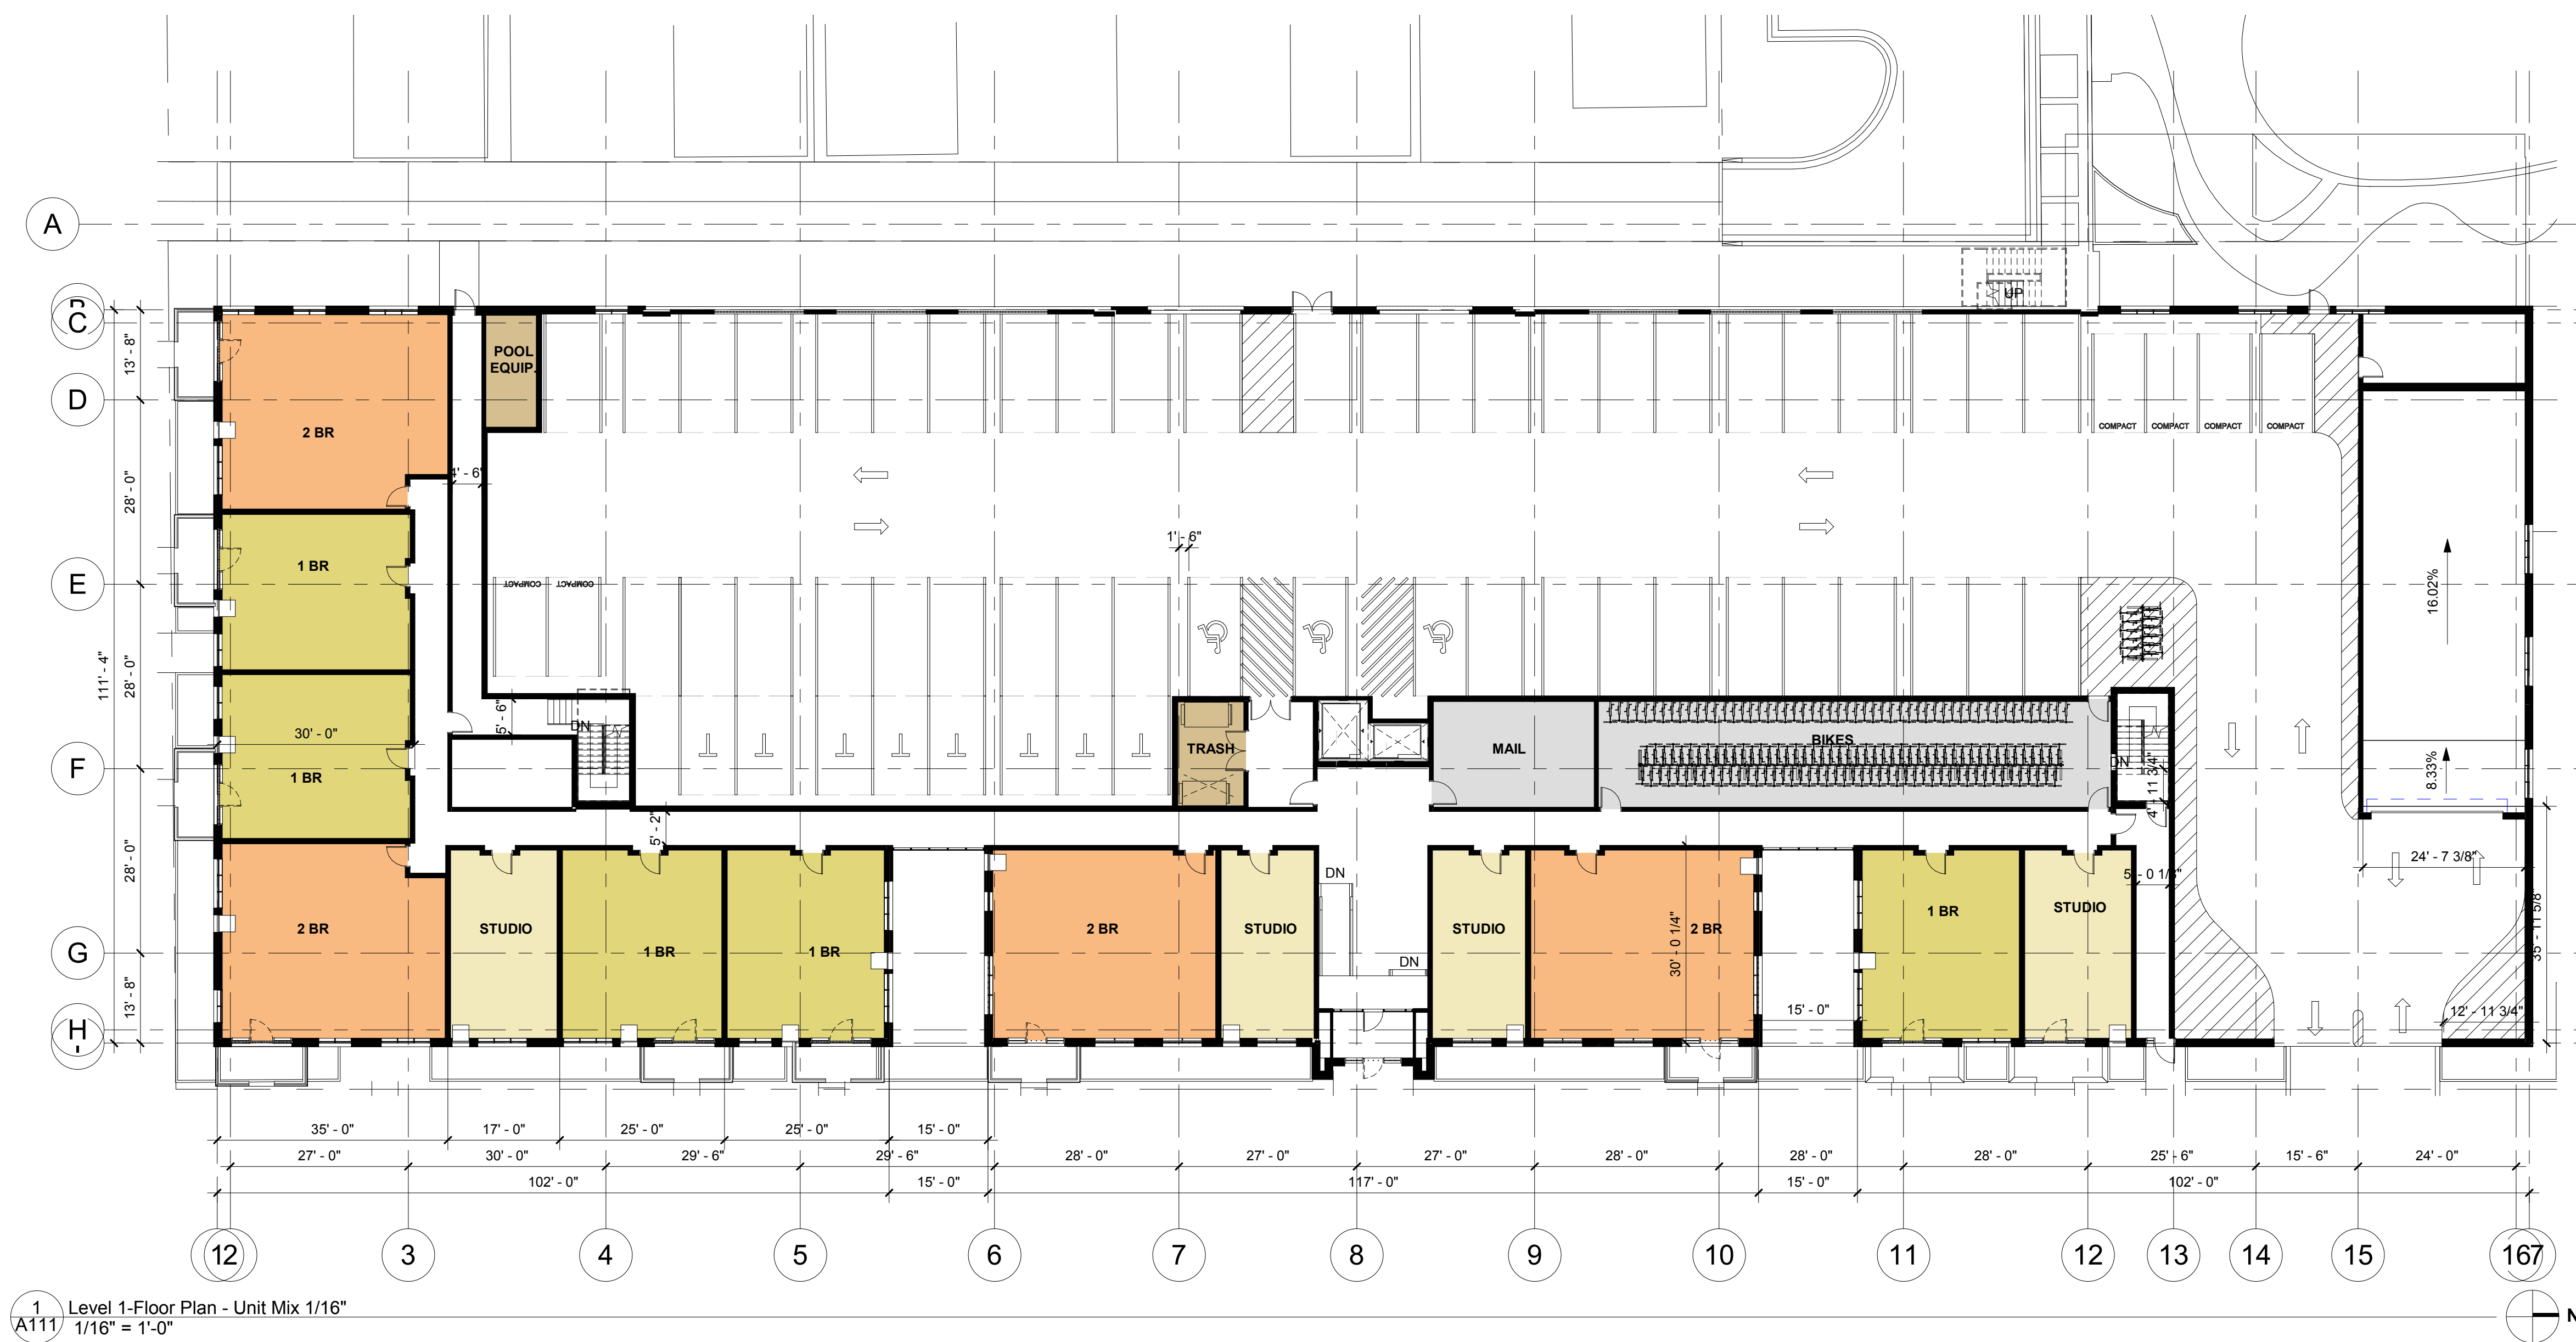 A
UP
C
13' - 8"
POOL
EQUIP.
D
COMPACT
COMPACT
COMPACT
COMPACT
2 BR
28' - 0"
1' - 6"
1 BR
E
COMPACT
COMPACT
16.02%
111' - 4"
28' - 0"
5' - 6"
DN
30' - 0"
TRASH
MAIL
BIKES
F
1 BR
DN
8.33%
4' - 11 3/4"
5' - 2"
28' - 0"
24' - 7 3/8"
DN
2 BR
STUDIO
1 BR
1 BR
2 BR
STUDIO
STUDIO
30' - 0 1/4"
2 BR
1 BR
STUDIO
35' - 11 5/8"
G
DN
13' - 8"
15' - 0"
12' - 11 3/4"
H
35' - 0"
17' - 0"
25' - 0"
25' - 0"
15' - 0"
27' - 0"
30' - 0"
29' - 6"
29' - 6"
28' - 0"
27' - 0"
27' - 0"
28' - 0"
28' - 0"
28' - 0"
25' - 6"
15' - 6"
24' - 0"
102' - 0"
15' - 0"
117' - 0"
15' - 0"
102' - 0"
1
2
3
4
5
6
7
8
9
10
11
12
13
14
15
16
7
1
A111
Level 1-Floor Plan - Unit Mix 1/16"
1/16" = 1'-0"
N